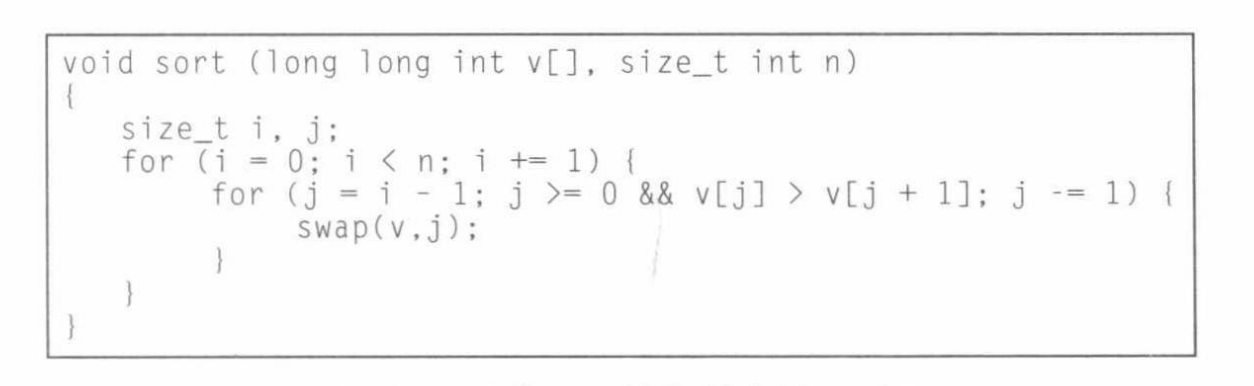 void sort (long long int v[], size_t int n)
{
   size_t i, j;
   for (i = 0; i < n; i += 1) {
        for (j = i - 1; j >= 0 && v[j] > v[j + 1]; j -= 1) {
             swap(v,j);
        }
   }
}